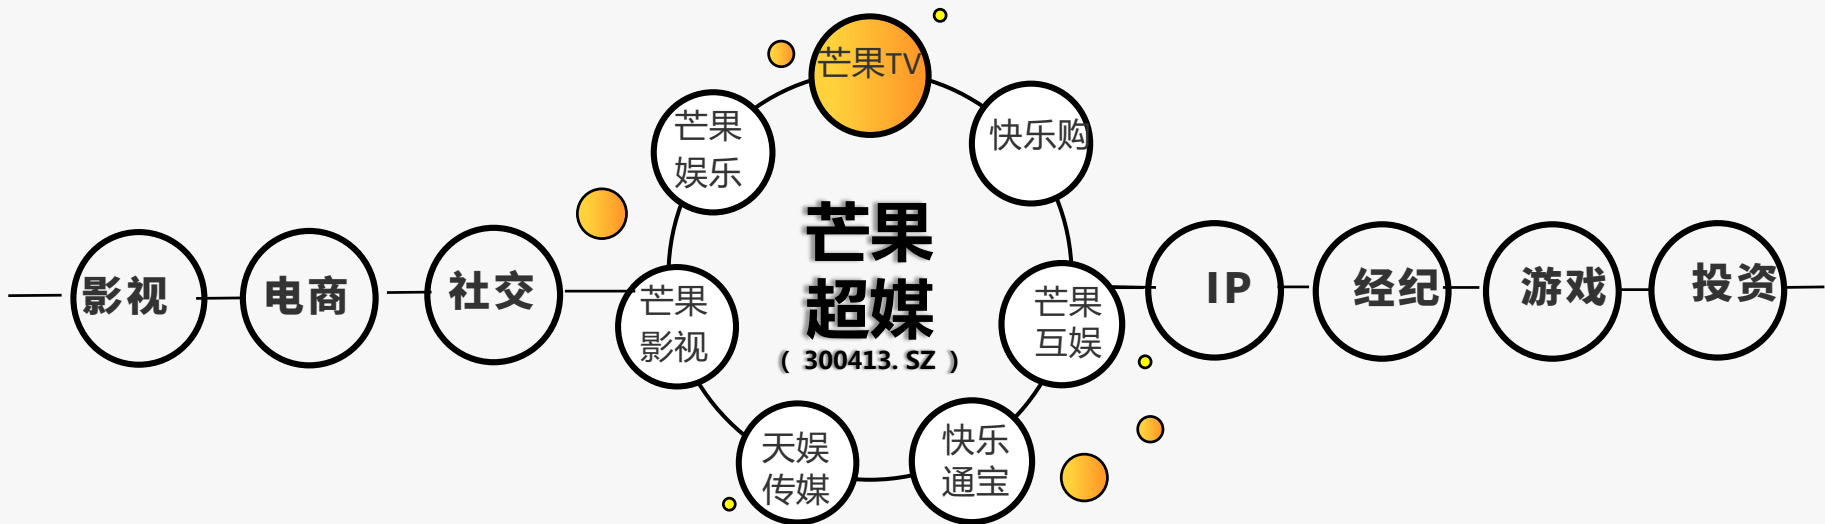 芒果TV
芒果
娱乐
快乐购
芒果
超媒
( 300413. SZ )
影视
电商
社交
芒果
影视
芒果
互娱
IP
经纪
游戏
投资
天娱
传媒
快乐
通宝